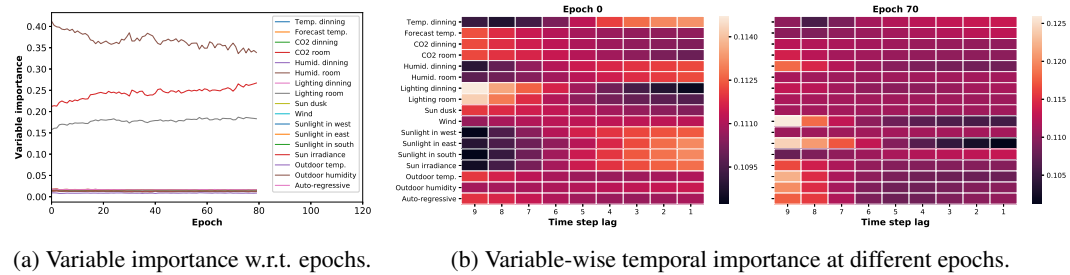 Variable importance
0.40
0.35
0.30
0.25
0.20
0.15
0.10
0.05
0.00
0 20 40 60 80 100 120
Epoch
Temp. dinning
Forecast temp.
CO2 dinning
CO2 room
Humid. dinning
Humid. room
Lighting dinning
Lighting room
Sun dusk
Wind
Sunlight in west
Sunlight in east
Sunlight in south
Sun irradiance
Outdoor temp.
Outdoor humidity
Auto-regressive
(a) Variable importance w.r.t. epochs.
Epoch 0
Temp. dinning
Forecast temp.
CO2 dinning
CO2 room
Humid. dinning
Humid. room
Lighting dinning
Lighting room
Sun dusk
Wind
Sunlight in west
Sunlight in east
Sunlight in south
Sun irradiance
Outdoor temp.
Outdoor humidity
Auto-regressive
9 8 7 6 5 4 3 2 1
Time step lag
0.1140
0.1125
0.1110
0.1095
Epoch 70
9 8 7 6 5 4 3 2 1
Time step lag
0.125
0.120
0.115
0.110
0.105
(b) Variable-wise temporal importance at different epochs.